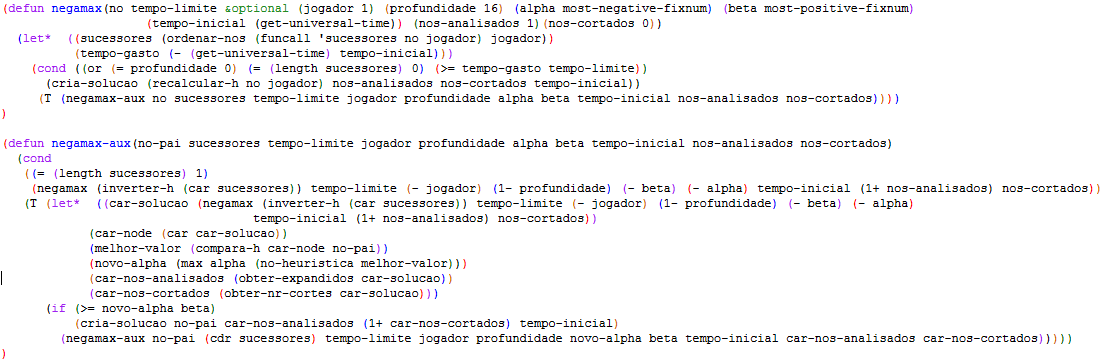 (defun negamax(no tempo-limite &optional (jogador 1) (profundidade 16) (alpha most-negative-fixnum) (beta most-positive-fixnum)
(tempo-inicial (get-universal-time)) (nos-analisados 1)(nos-cortados 0))
(let* ((sucessores (ordenar-nos (funcall 'sucessores no jogador) jogador))
(tempo-gasto (- (get-universal-time) tempo-inicial)))
(cond ((or (= profundidade 0) (= (length sucessores) 0) (>= tempo-gasto tempo-limite))
(cria-solucao (recalcular-h no jogador) nos-analisados nos-cortados tempo-inicial))
(T (negamax-aux no sucessores tempo-limite jogador profundidade alpha beta tempo-inicial nos-analisados nos-cortados))))
)
(defun negamax-aux(no-pai sucessores tempo-limite jogador profundidade alpha beta tempo-inicial nos-analisados nos-cortados)
(cond
((= (length sucessores) 1)
(negamax (inverter-h (car sucessores)) tempo-limite (- jogador) (1- profundidade) (- beta) (- alpha) tempo-inicial (1+ nos-analisados) nos-cortados))
(T (let* ((car-solucao (negamax (inverter-h (car sucessores)) tempo-limite (- jogador) (1- profundidade) (- beta) (- alpha)
tempo-inicial (1+ nos-analisados) nos-cortados))
(car-node (car car-solucao))
(melhor-valor (compara-h car-node no-pai))
(novo-alpha (max alpha (no-heuristica melhor-valor)))
(car-nos-analisados (obter-expandidos car-solucao))
(car-nos-cortados (obter-nr-cortes car-solucao)))
(if (>= novo-alpha beta)
(cria-solucao no-pai car-nos-analisados (1+ car-nos-cortados) tempo-inicial)
(negamax-aux no-pai (cdr sucessores) tempo-limite jogador profundidade novo-alpha beta tempo-inicial car-nos-analisados car-nos-cortados)))))
)